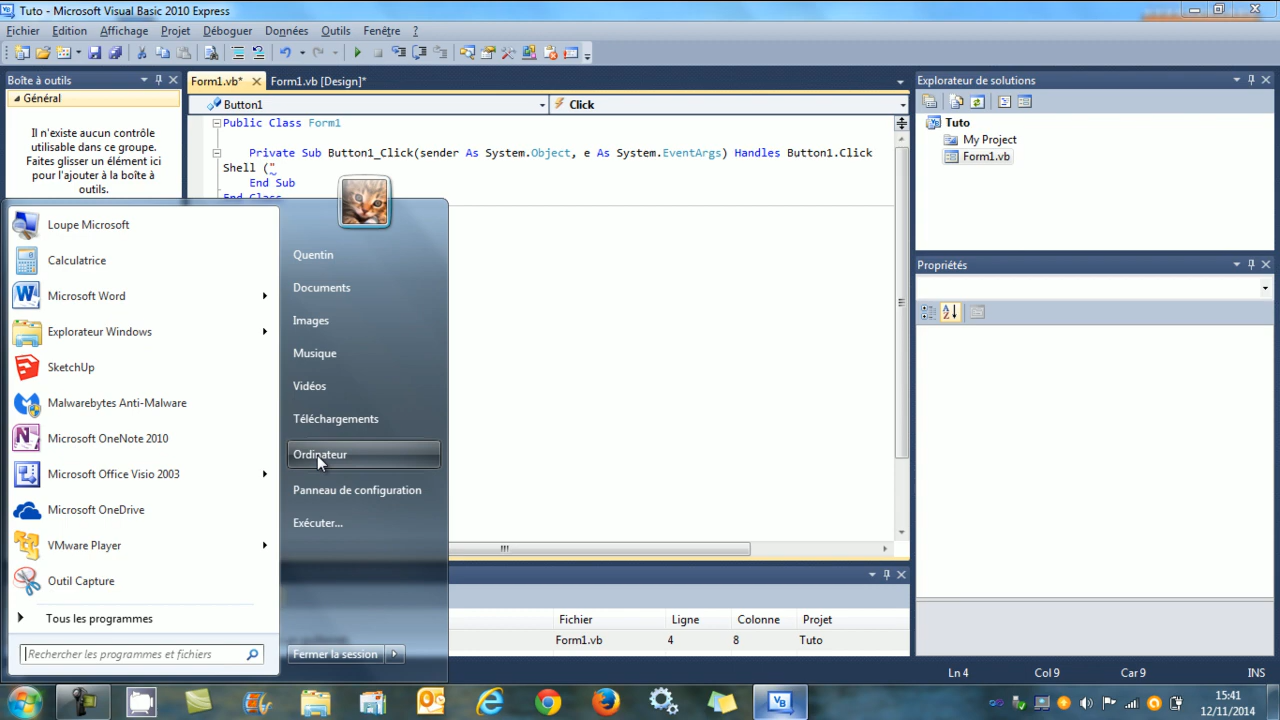 Tuto - Microsoft Visual Basic 2010 Express
Fichier Edition Affichage Projet Déboguer Données Outils Fenêtre ?
Boîte à outils
Général
Il n'existe aucun contrôle
utilisable dans ce groupe.
Faites glisser un élément ici
pour l'ajouter à la boîte à
outils.
Form1.vb* Form1.vb [Design]*
Button1 Click
Public Class Form1
Private Sub Button1_Click(sender As System.Object, e As System.EventArgs) Handles Button1.Click
Shell ("
End Sub
End Class
Explorateur de solutions
Tuto
My Project
Form1.vb
Propriétés
Loupe Microsoft
Calculatrice
Microsoft Word
Explorateur Windows
SketchUp
Malwarebytes Anti-Malware
Microsoft OneNote 2010
Microsoft Office Visio 2003
Microsoft OneDrive
VMware Player
Outil Capture
Tous les programmes
Rechercher les programmes et fichiers
Quentin
Documents
Images
Musique
Vidéos
Téléchargements
Ordinateur
Panneau de configuration
Exécuter...
Fermer la session
Fichier Ligne Colonne Projet
Form1.vb 4 8 Tuto
Ln 4 Col 9 Car 9 INS
15:41
12/11/2014